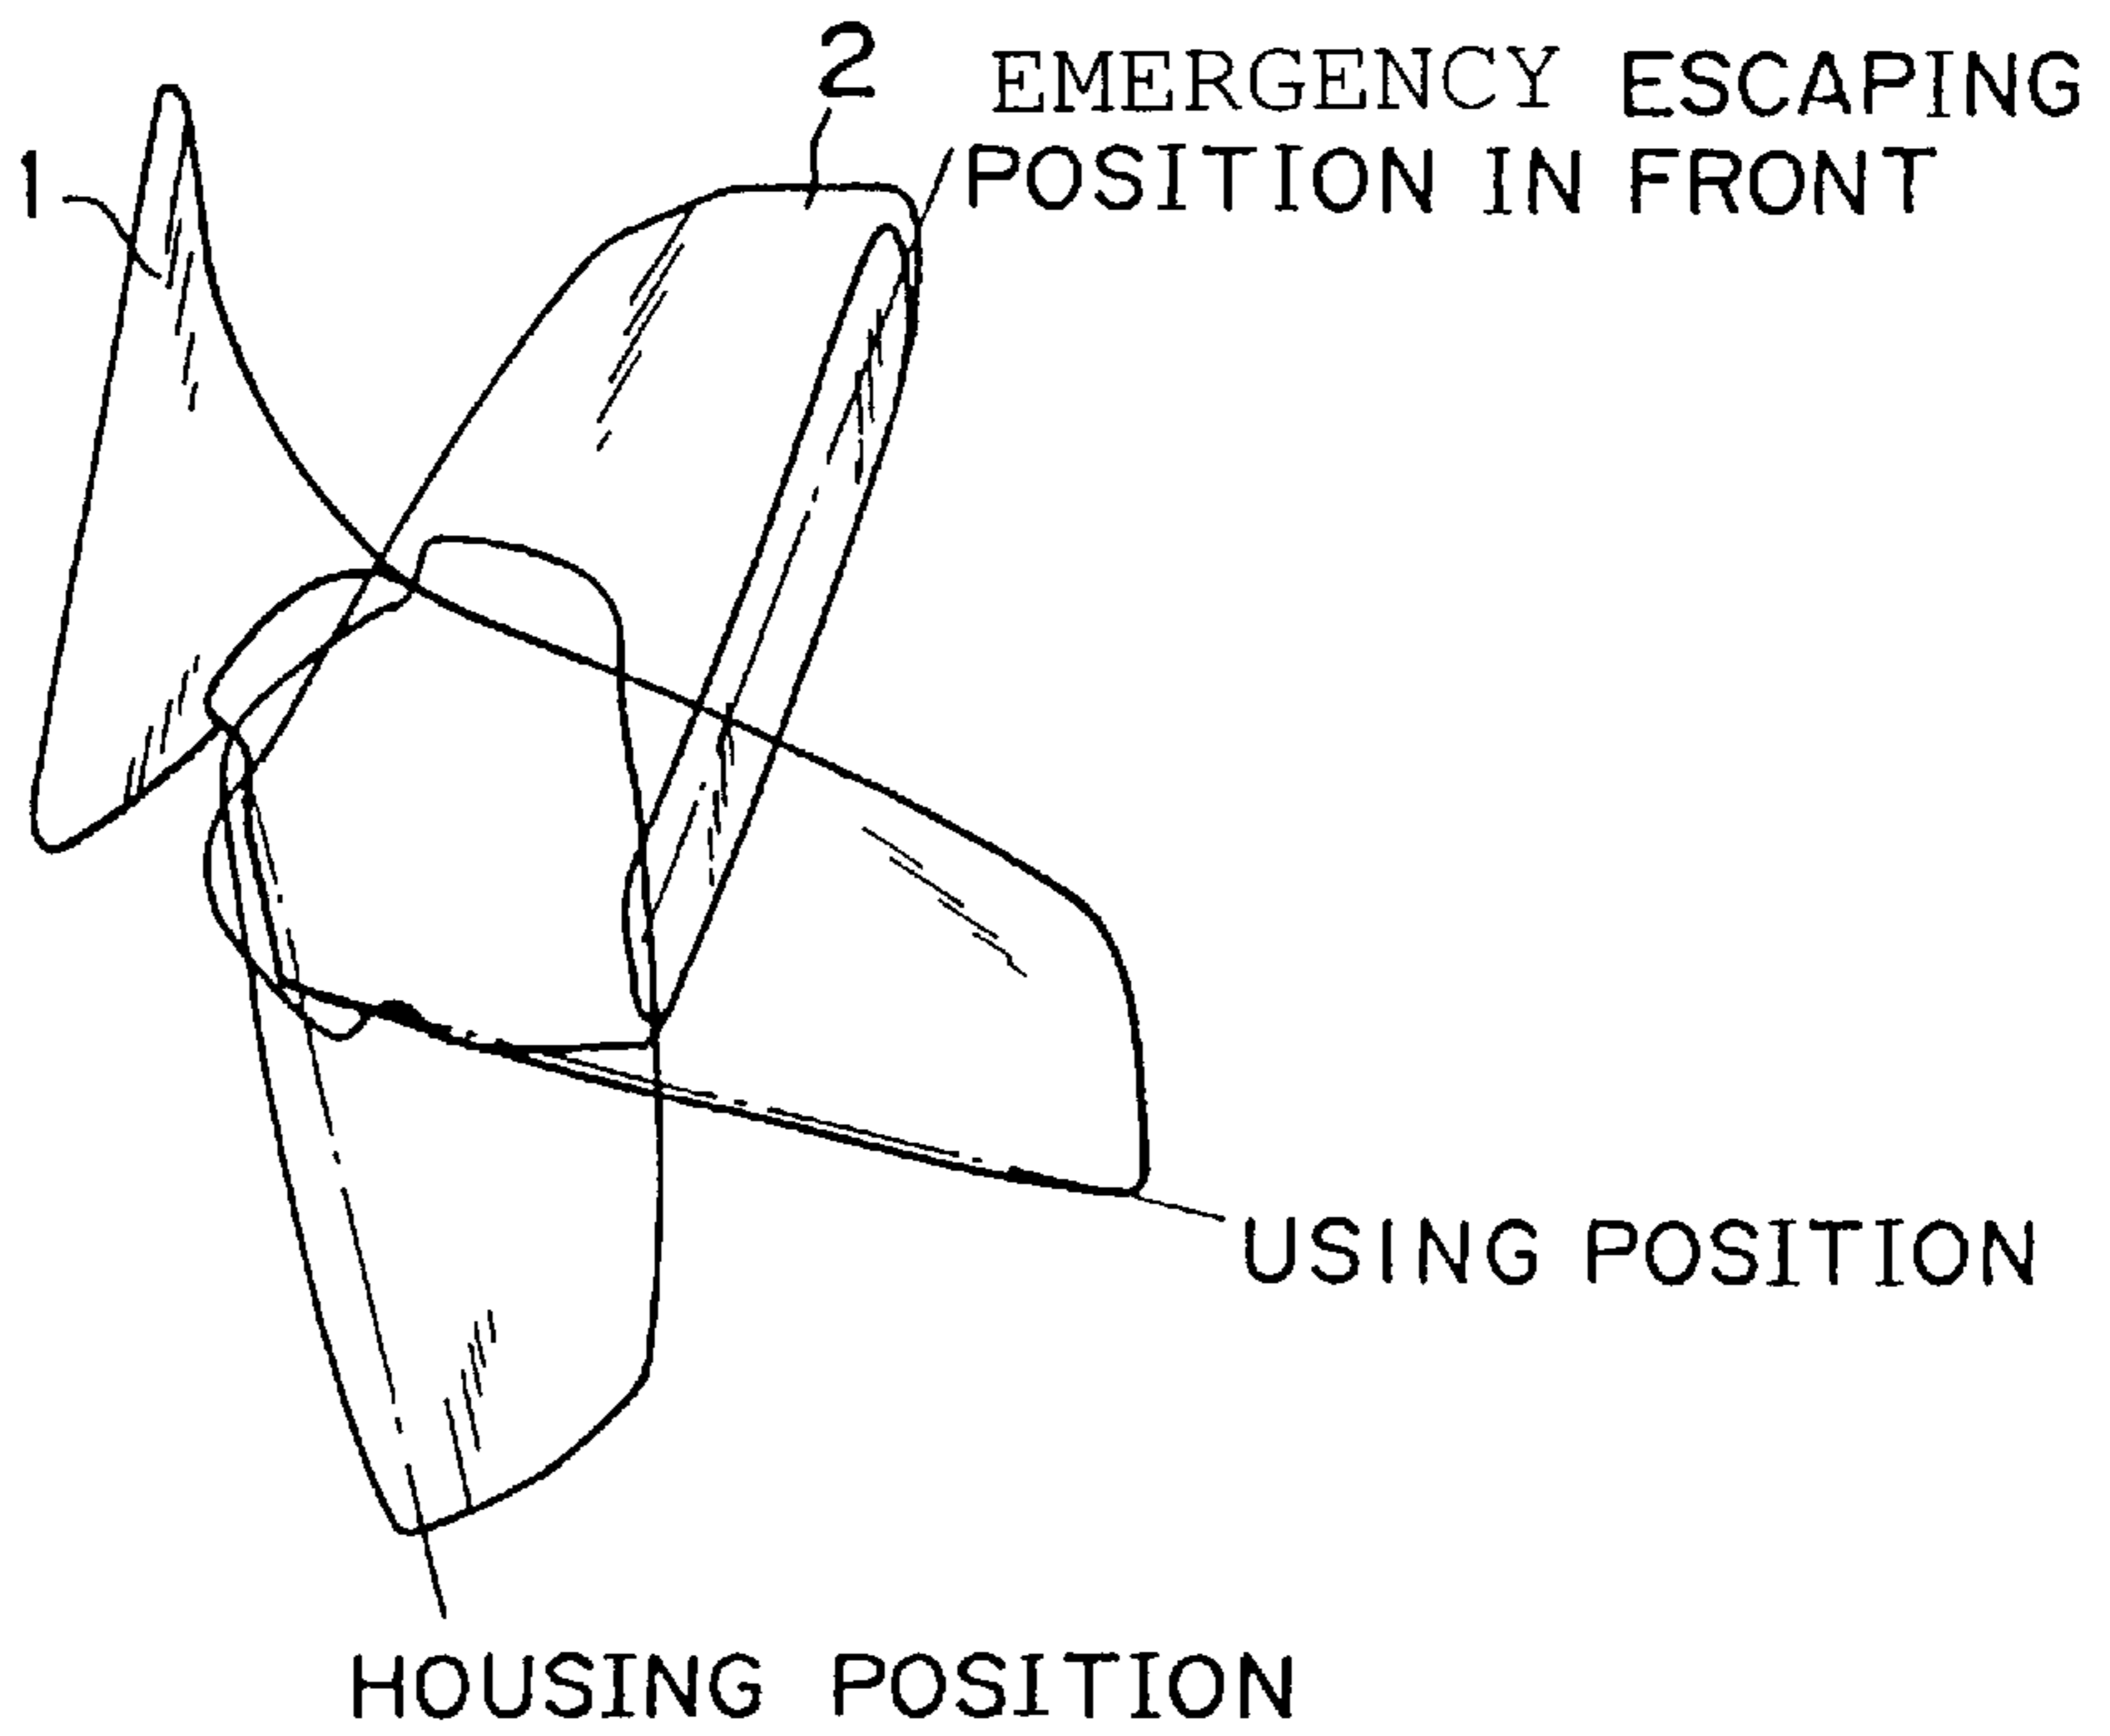 2
EMERGENCY ESCAPING
POSITION IN FRONT
1
USING POSITION
HOUSING POSITION